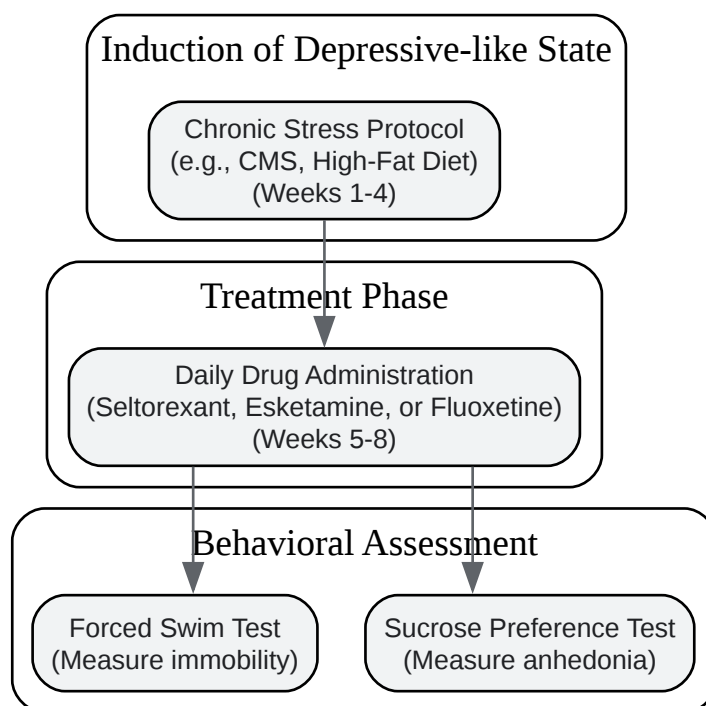 Induction of Depressive-like State
Chronic Stress Protocol
(e.g., CMS, High-Fat Diet)
(Weeks 1-4)
Treatment Phase
Daily Drug Administration
(Seltorexant, Esketamine, or Fluoxetine)
(Weeks 5-8)
Behavioral Assessment
Forced Swim Test
(Measure immobility)
Sucrose Preference Test
(Measure anhedonia)